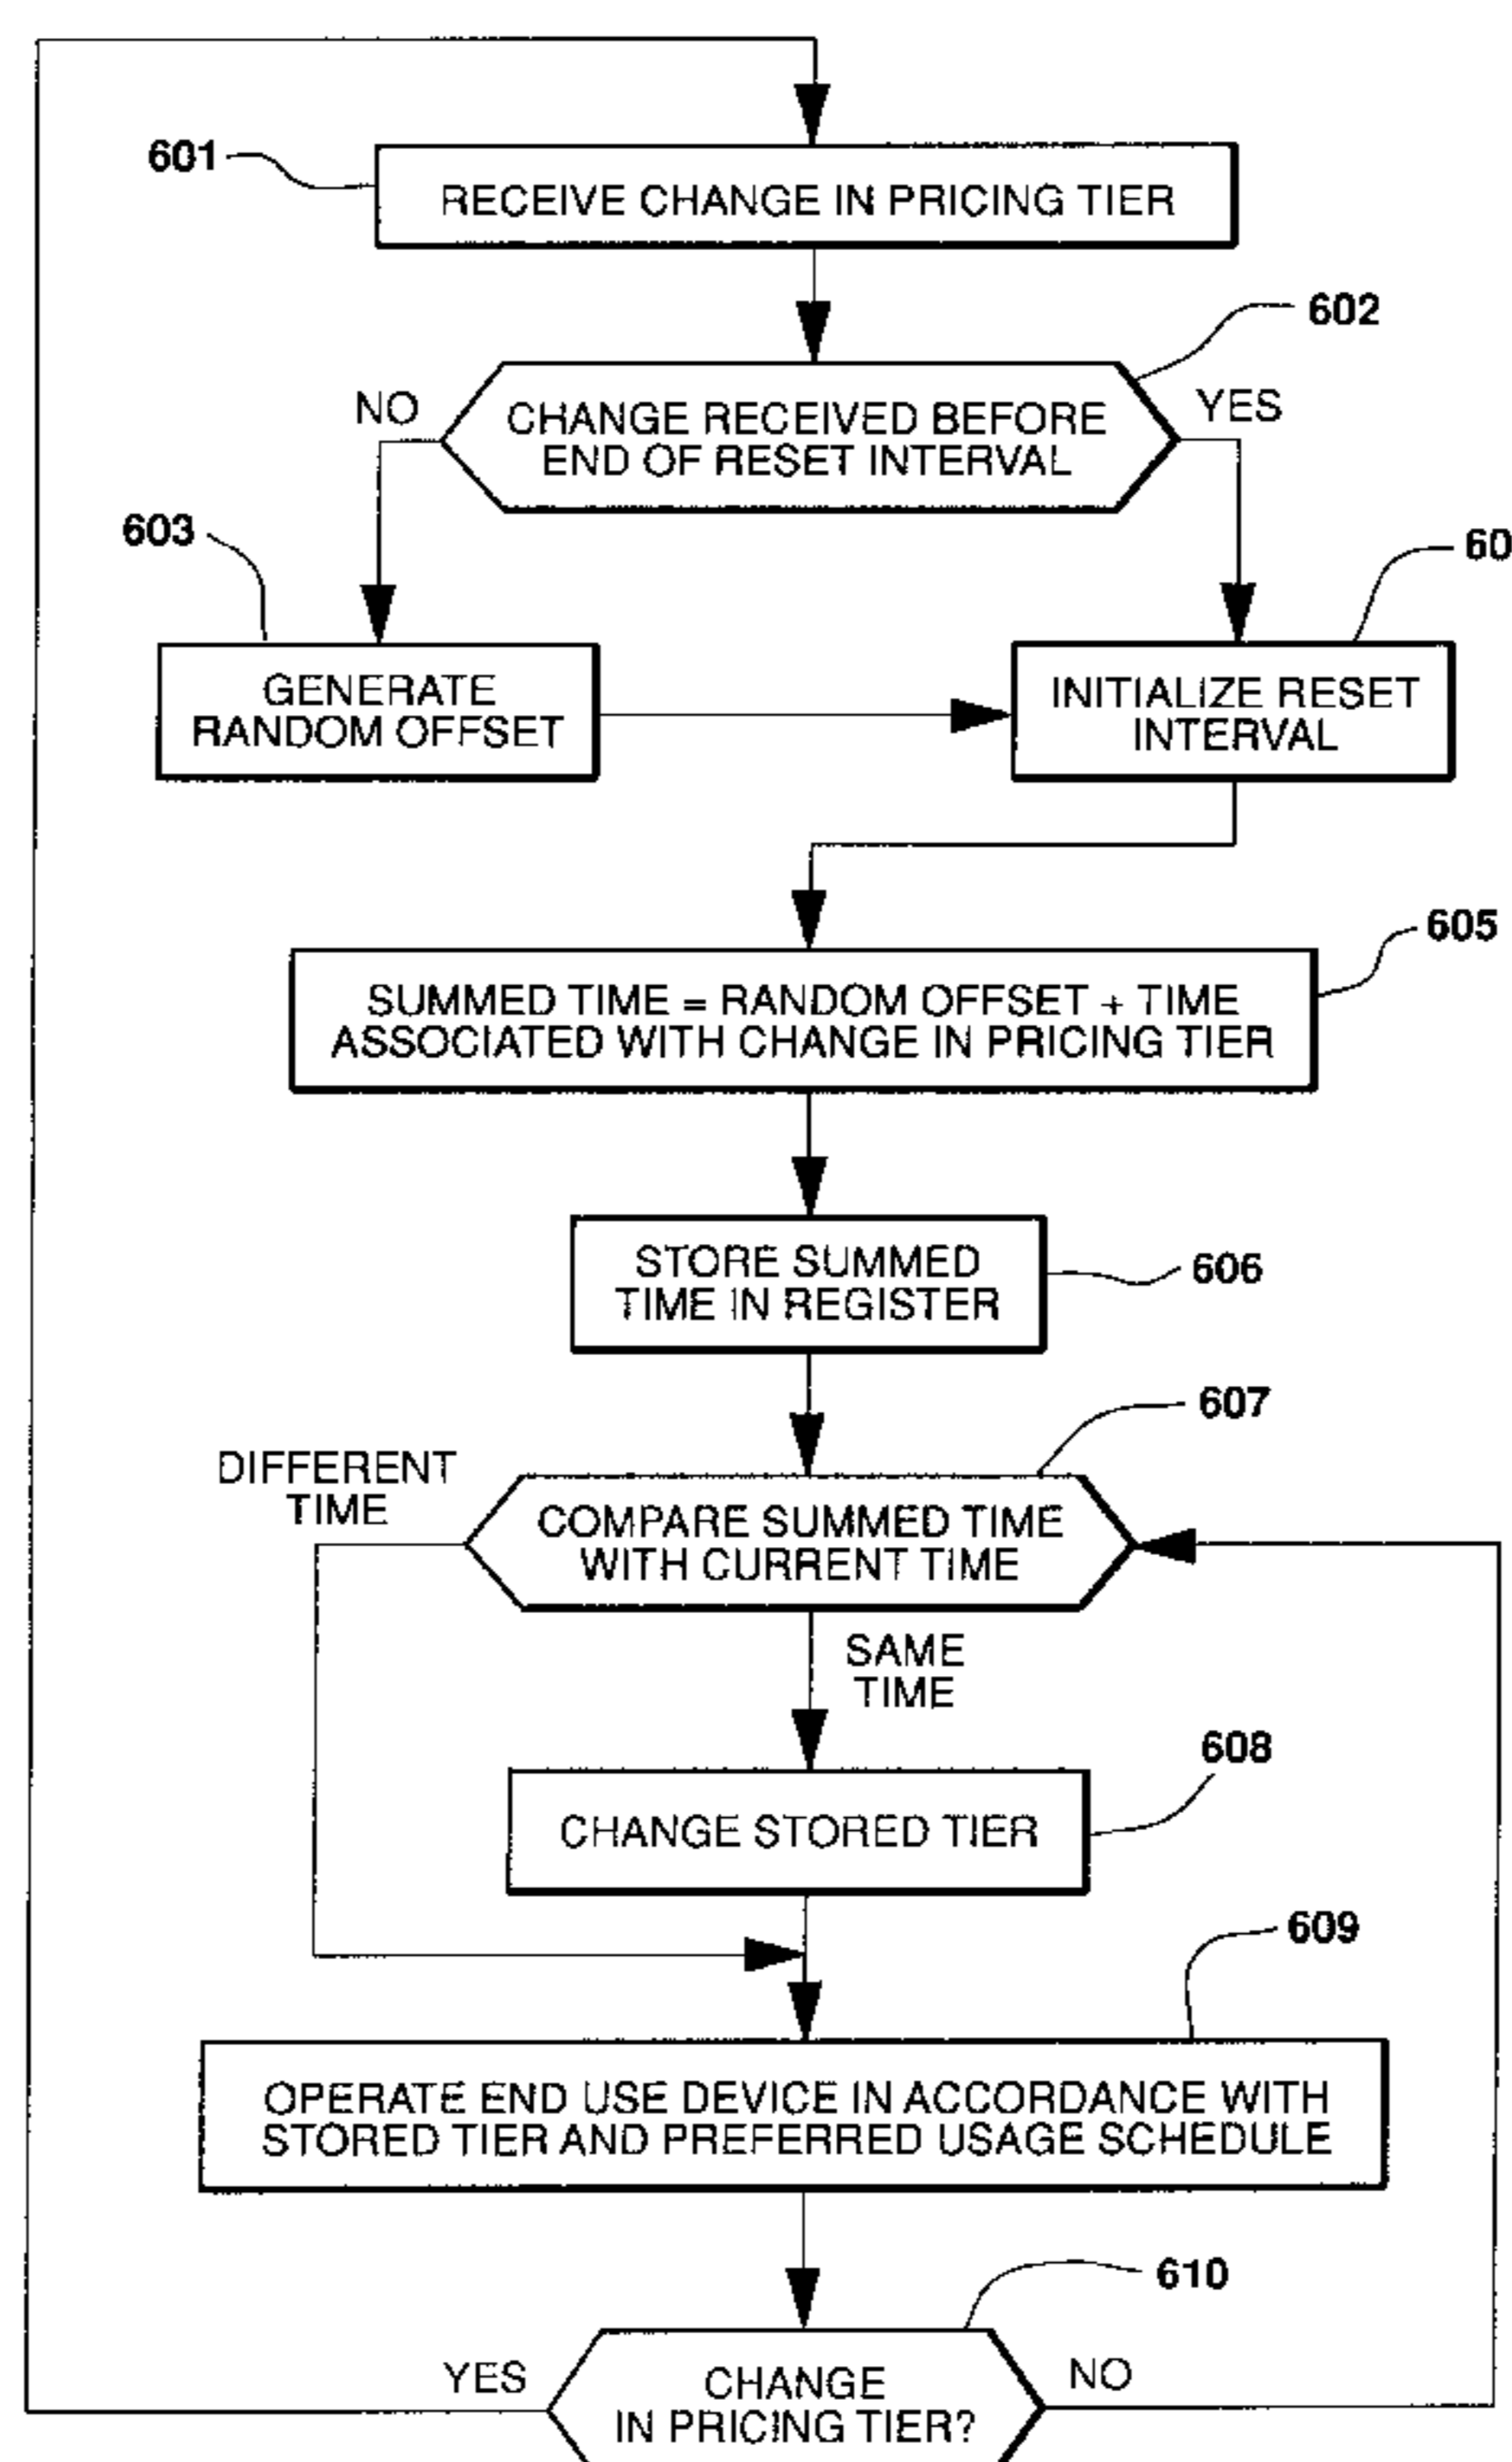 601
RECEIVE CHANGE IN PRICING TIER
602
NO
CHANGE RECEIVED BEFORE
END OF RESET INTERVAL
YES
603
60
GENERATE
RANDOM OFFSET
INITIALIZE RESET
INTERVAL
605
SUMMED TIME = RANDOM OFFSET + TIME
ASSOCIATED WITH CHANGE IN PRICING TIER
STORE SUMMED
TIME IN REGISTER
606
607
DIFFERENT
TIME
COMPARE SUMMED TIME
WITH CURRENT TIME
SAME
TIME
608
CHANGE STORED TIER
609
OPERATE END USE DEVICE IN ACCORDANCE WITH
STORED TIER AND PREFERRED USAGE SCHEDULE
610
YES
CHANGE
IN PRICING TIER?
NO